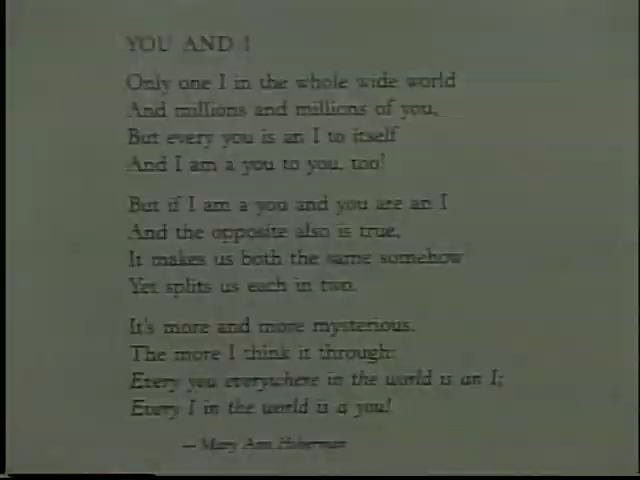 YOU AND I
Only one I in the whole wide world
And millions and millions of you,
But every you is an I to itself
And I am a you to you, too!
But if I am a you and you are an I
And the opposite also is true,
It makes us both the same somehow
Yet splits us each in two.
It's more and more mysterious,
The more I think it through:
Every you everywhere in the world is an I;
Every I in the world is a you!
— Mary Ann Hoberman